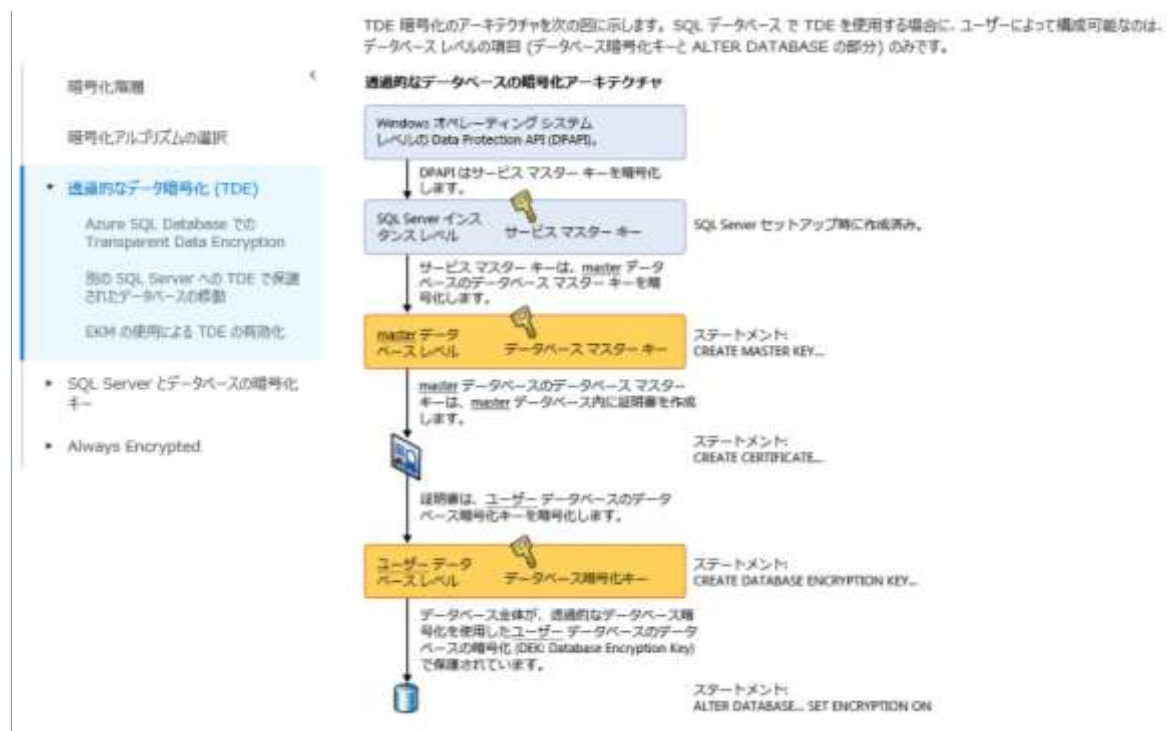 TDE 暗号化のアーキテクチャを次の図に示します。SQL データベース で TDE を使用する場合に、ユーザーによって構成可能なのは、
データベース レベルの項目 (データベース暗号化キーと ALTER DATABASE の部分) のみです。
暗号化階層
暗号化アルゴリズムの選択
透過的なデータ暗号化 (TDE)
Azure SQL Database での
Transparent Data Encryption
別の SQL Server への TDE で保護
されたデータベースの移動
EKM の使用による TDE の有効化
SQL Server とデータベースの暗号化
キー
Always Encrypted
透過的なデータベースの暗号化アーキテクチャ
Windows オペレーティング システム
レベルの Data Protection API (DPAPI)。
DPAPI はサービス マスター キーを暗号化
します。
SQL Server インス
タンス レベル
サービス マスター キー
SQL Server セットアップ時に作成済み。
サービス マスター キーは、master データ
ベースのデータベース マスター キーを暗
号化します。
master データ
ベース レベル
データベース マスター キー
ステートメント:
CREATE MASTER KEY...
master データベースのデータベース マスター
キーは、master データベース内に証明書を作成
します。
ステートメント:
CREATE CERTIFICATE...
証明書は、ユーザー データベースのデータ
ベース暗号化キーを暗号化します。
ユーザー データ
ベース レベル
データベース暗号化キー
ステートメント:
CREATE DATABASE ENCRYPTION KEY...
データベース全体が、透過的なデータベース暗
号化を使用したユーザー データベースのデータ
ベースの暗号化 (DEK: Database Encryption Key)
で保護されています。
ステートメント:
ALTER DATABASE... SET ENCRYPTION ON